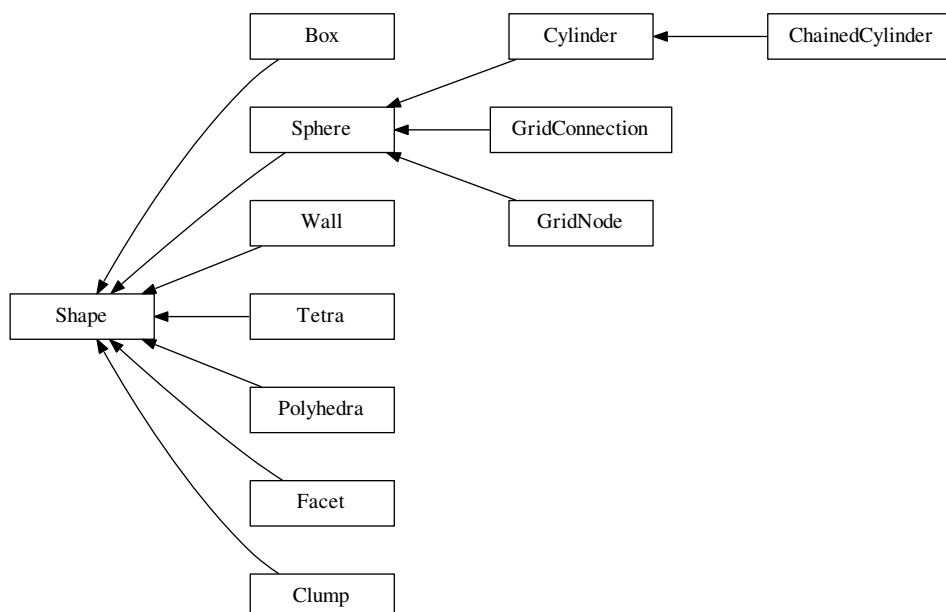 Box
Cylinder
ChainedCylinder
Sphere
GridConnection
Wall
GridNode
Shape
Tetra
Polyhedra
Facet
Clump